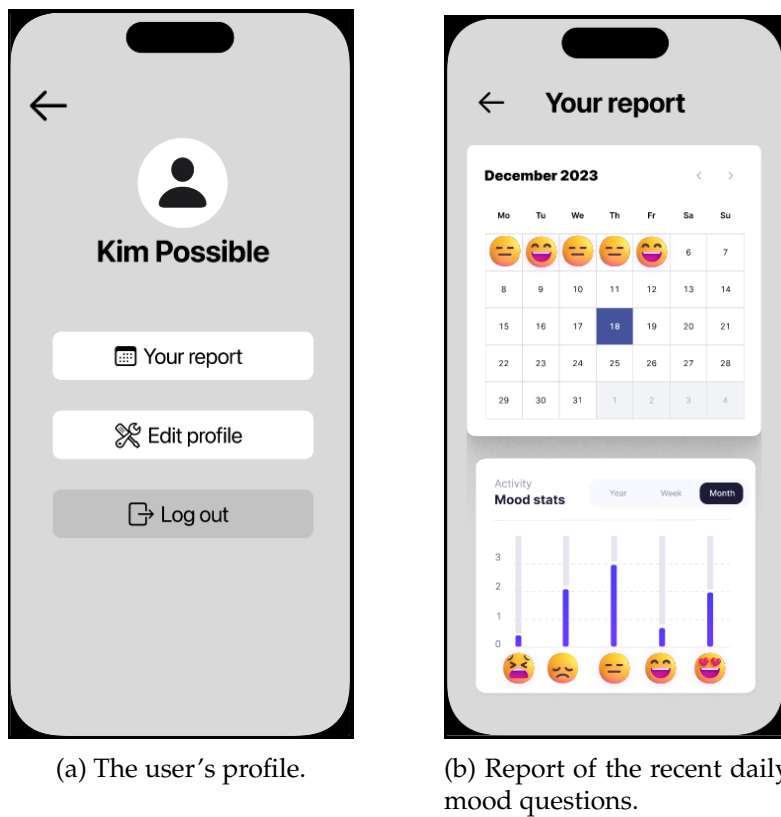 Kim Possible
Your report
Edit profile
Log out
(a) The user's profile.
Your report
December 2023
Mo Tu We Th Fr Sa Su
6 7
8 9 10 11 12 13 14
15 16 17 18 19 20 21
22 23 24 25 26 27 28
29 30 31 1 2 3 4
Activity
Mood stats
Year Week Month
3
2
1
0
(b) Report of the recent daily
mood questions.